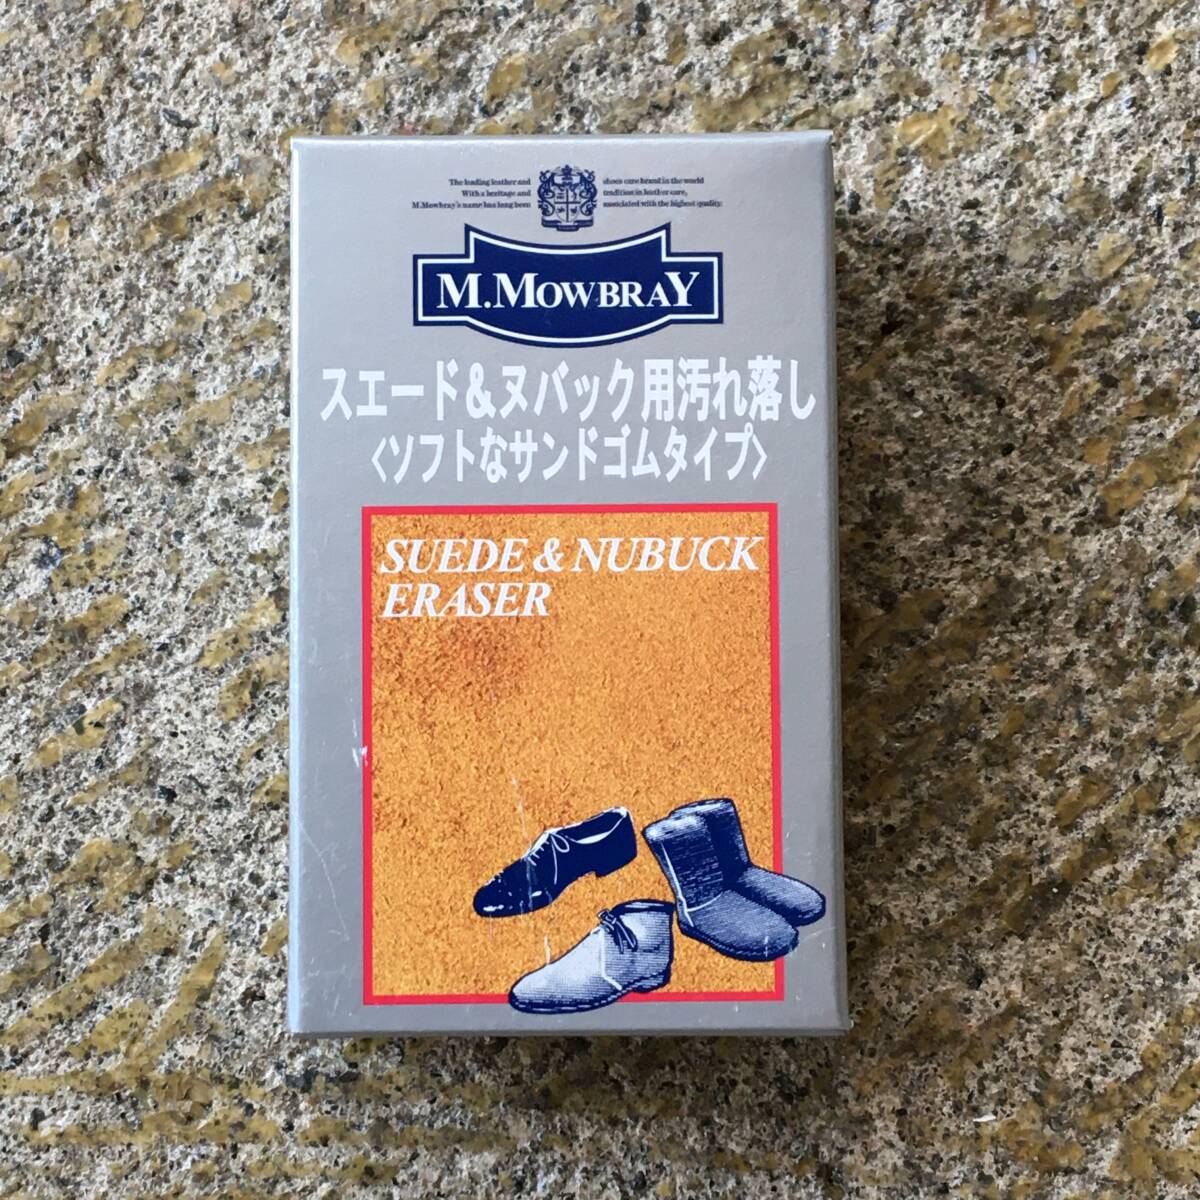 The leading leather and shoes care brand in the world
With a heritage and tradition in leather care,
M.Mowbray's name has long been associated with the highest quality.
M.MOWBRAY
スエード&ヌバック用汚れ落し
〈ソフトなサンドゴムタイプ〉
SUEDE & NUBUCK
ERASER